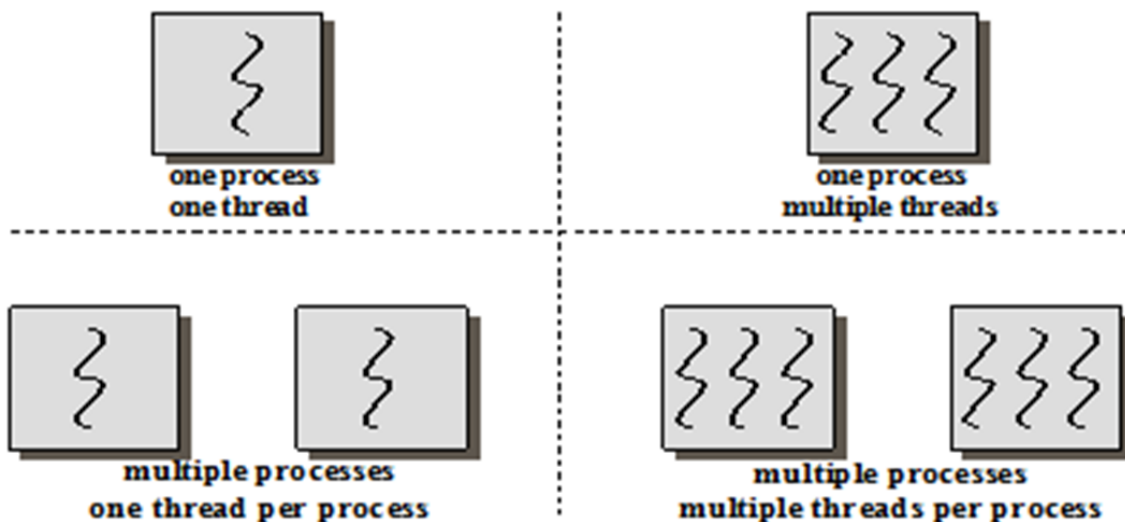 one process
one thread
one process
multiple threads
multiple processes
one thread per process
multiple processes
multiple threads per process